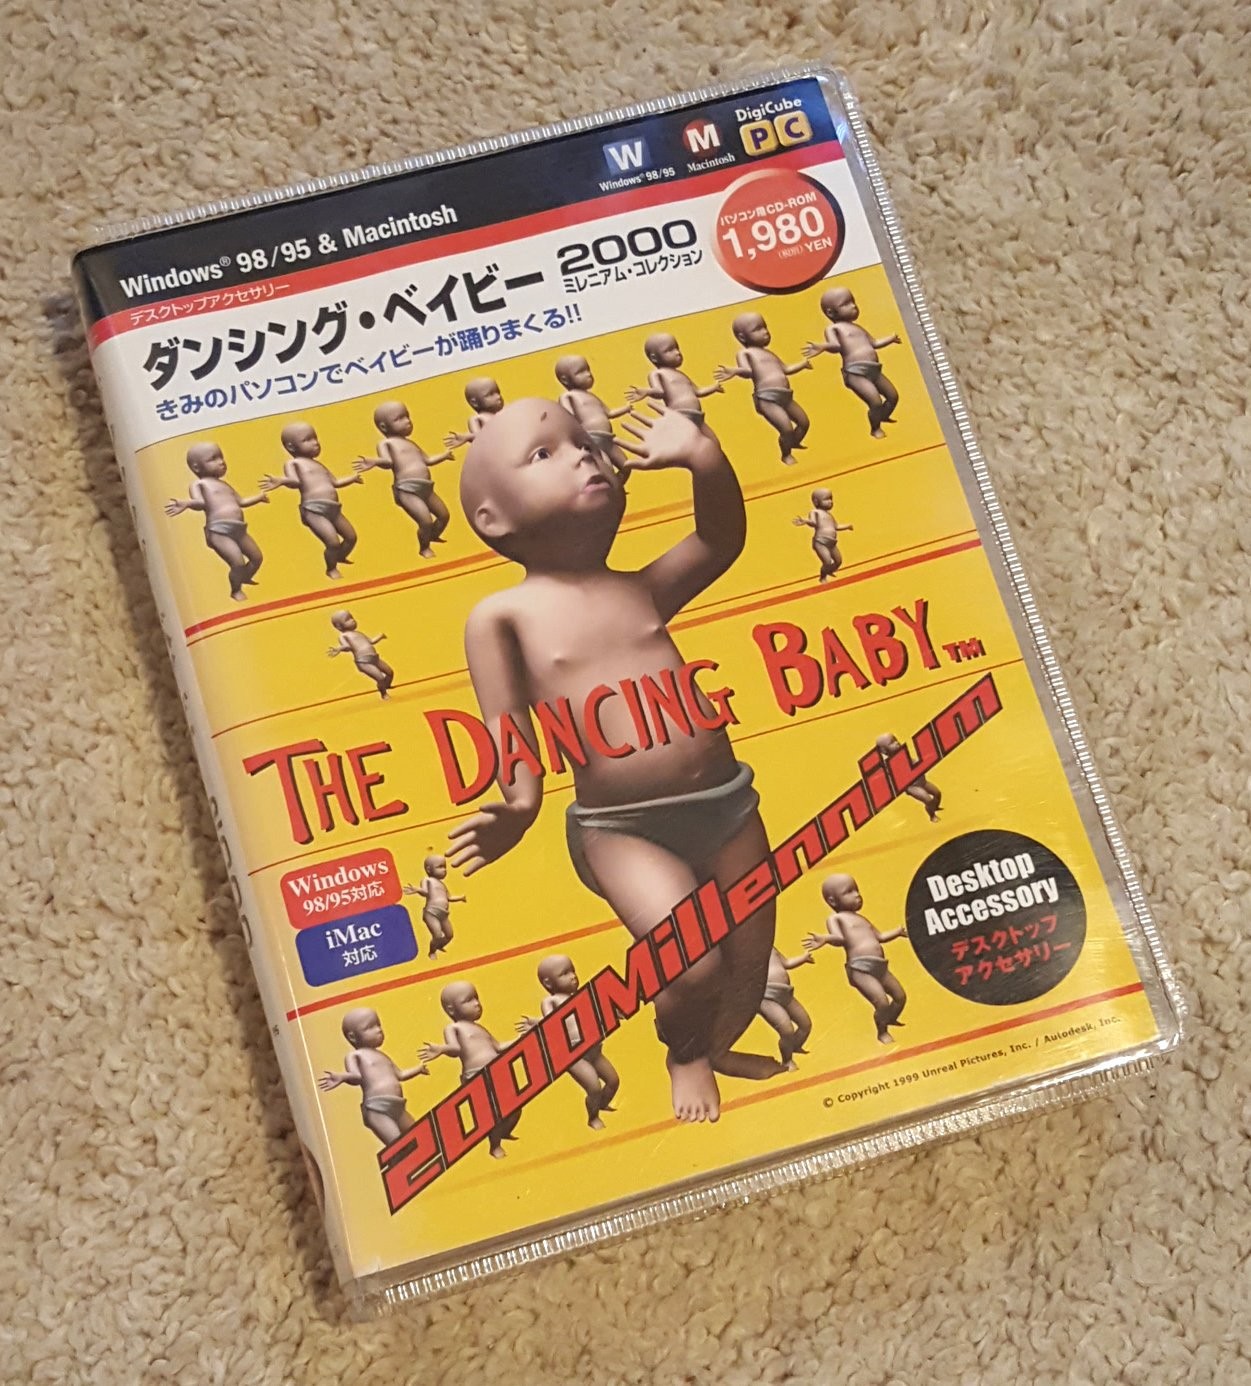 DigiCube
PC
W
Windows® 98/95
M
Macintosh
Windows® 98/95 & Macintosh
デスクトップアクセサリー
パソコン用CD-ROM
1,980
(税別) YEN
ダンシング・ベイビー 2000
ミレニアム・コレクション
きみのパソコンでベイビーが踊りまくる!!
THE DANCING BABY™
2000Millennium
Windows
98/95対応
iMac
対応
Desktop
Accessory
デスクトップ
アクセサリー
© Copyright 1999 Unreal Pictures, Inc. / Autodesk, Inc.